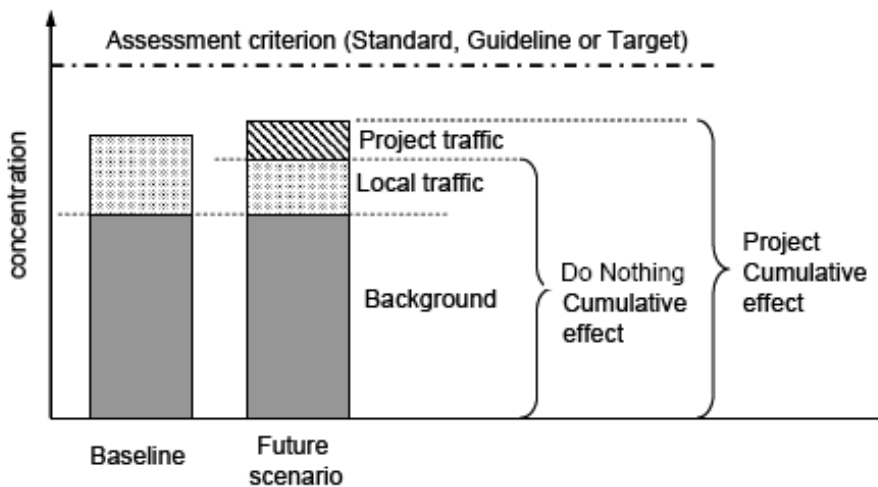 Assessment criterion (Standard, Guideline or Target)
concentration
Project traffic
Local traffic
Background
Do Nothing
Cumulative
effect
Project
Cumulative
effect
Baseline
Future
scenario